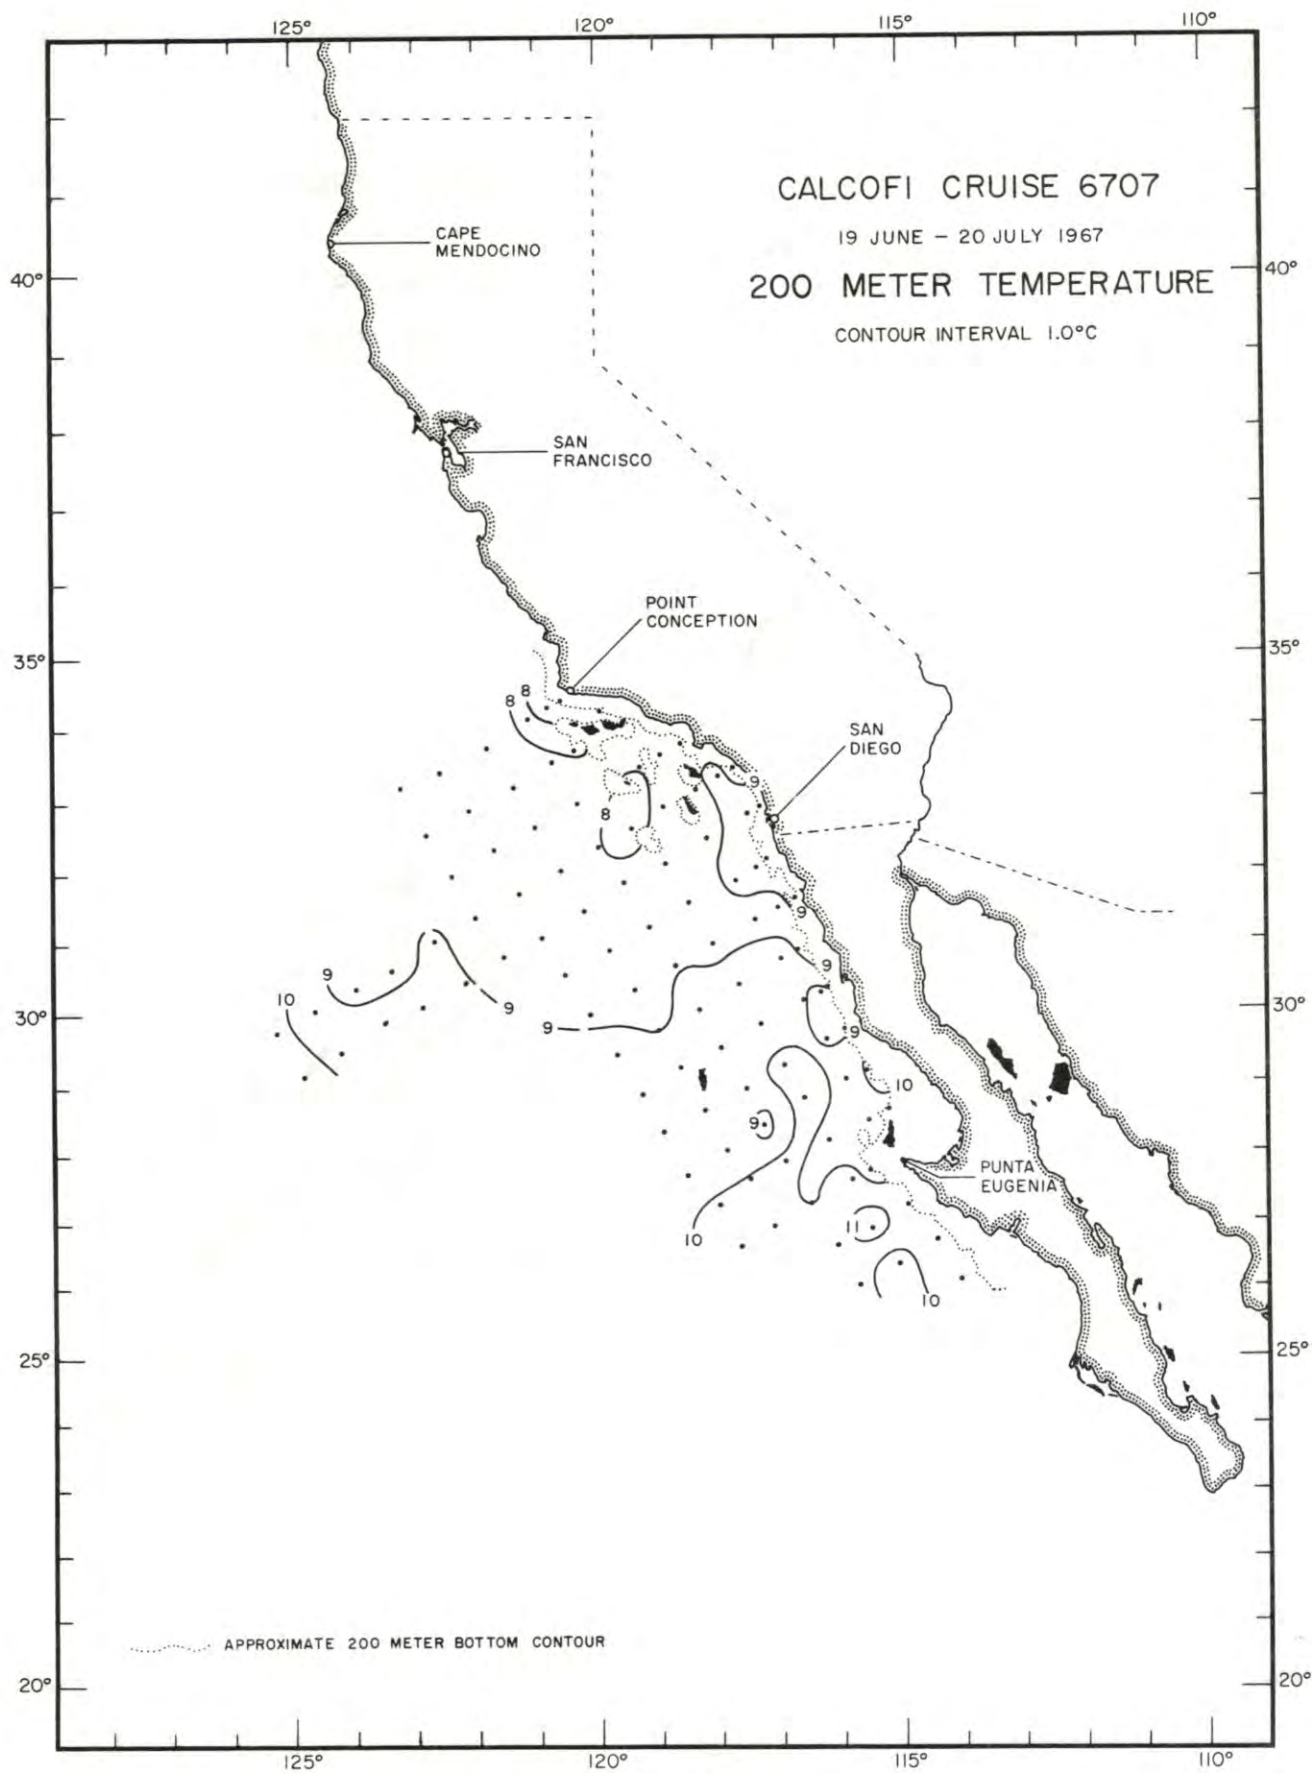 125° 120° 115° 110°
CALCOFI CRUISE 6707
19 JUNE – 20 JULY 1967
200 METER TEMPERATURE
CONTOUR INTERVAL 1.0°C
CAPE
MENDOCINO
40° 40°
SAN
FRANCISCO
POINT
CONCEPTION
35° 35°
8
8
SAN
DIEGO
9
8
9
9
9
10
9
30° 30°
9
9
10
9
PUNTA
EUGENIA
11
10
10
25° 25°
APPROXIMATE 200 METER BOTTOM CONTOUR
20° 20°
125° 120° 115° 110°